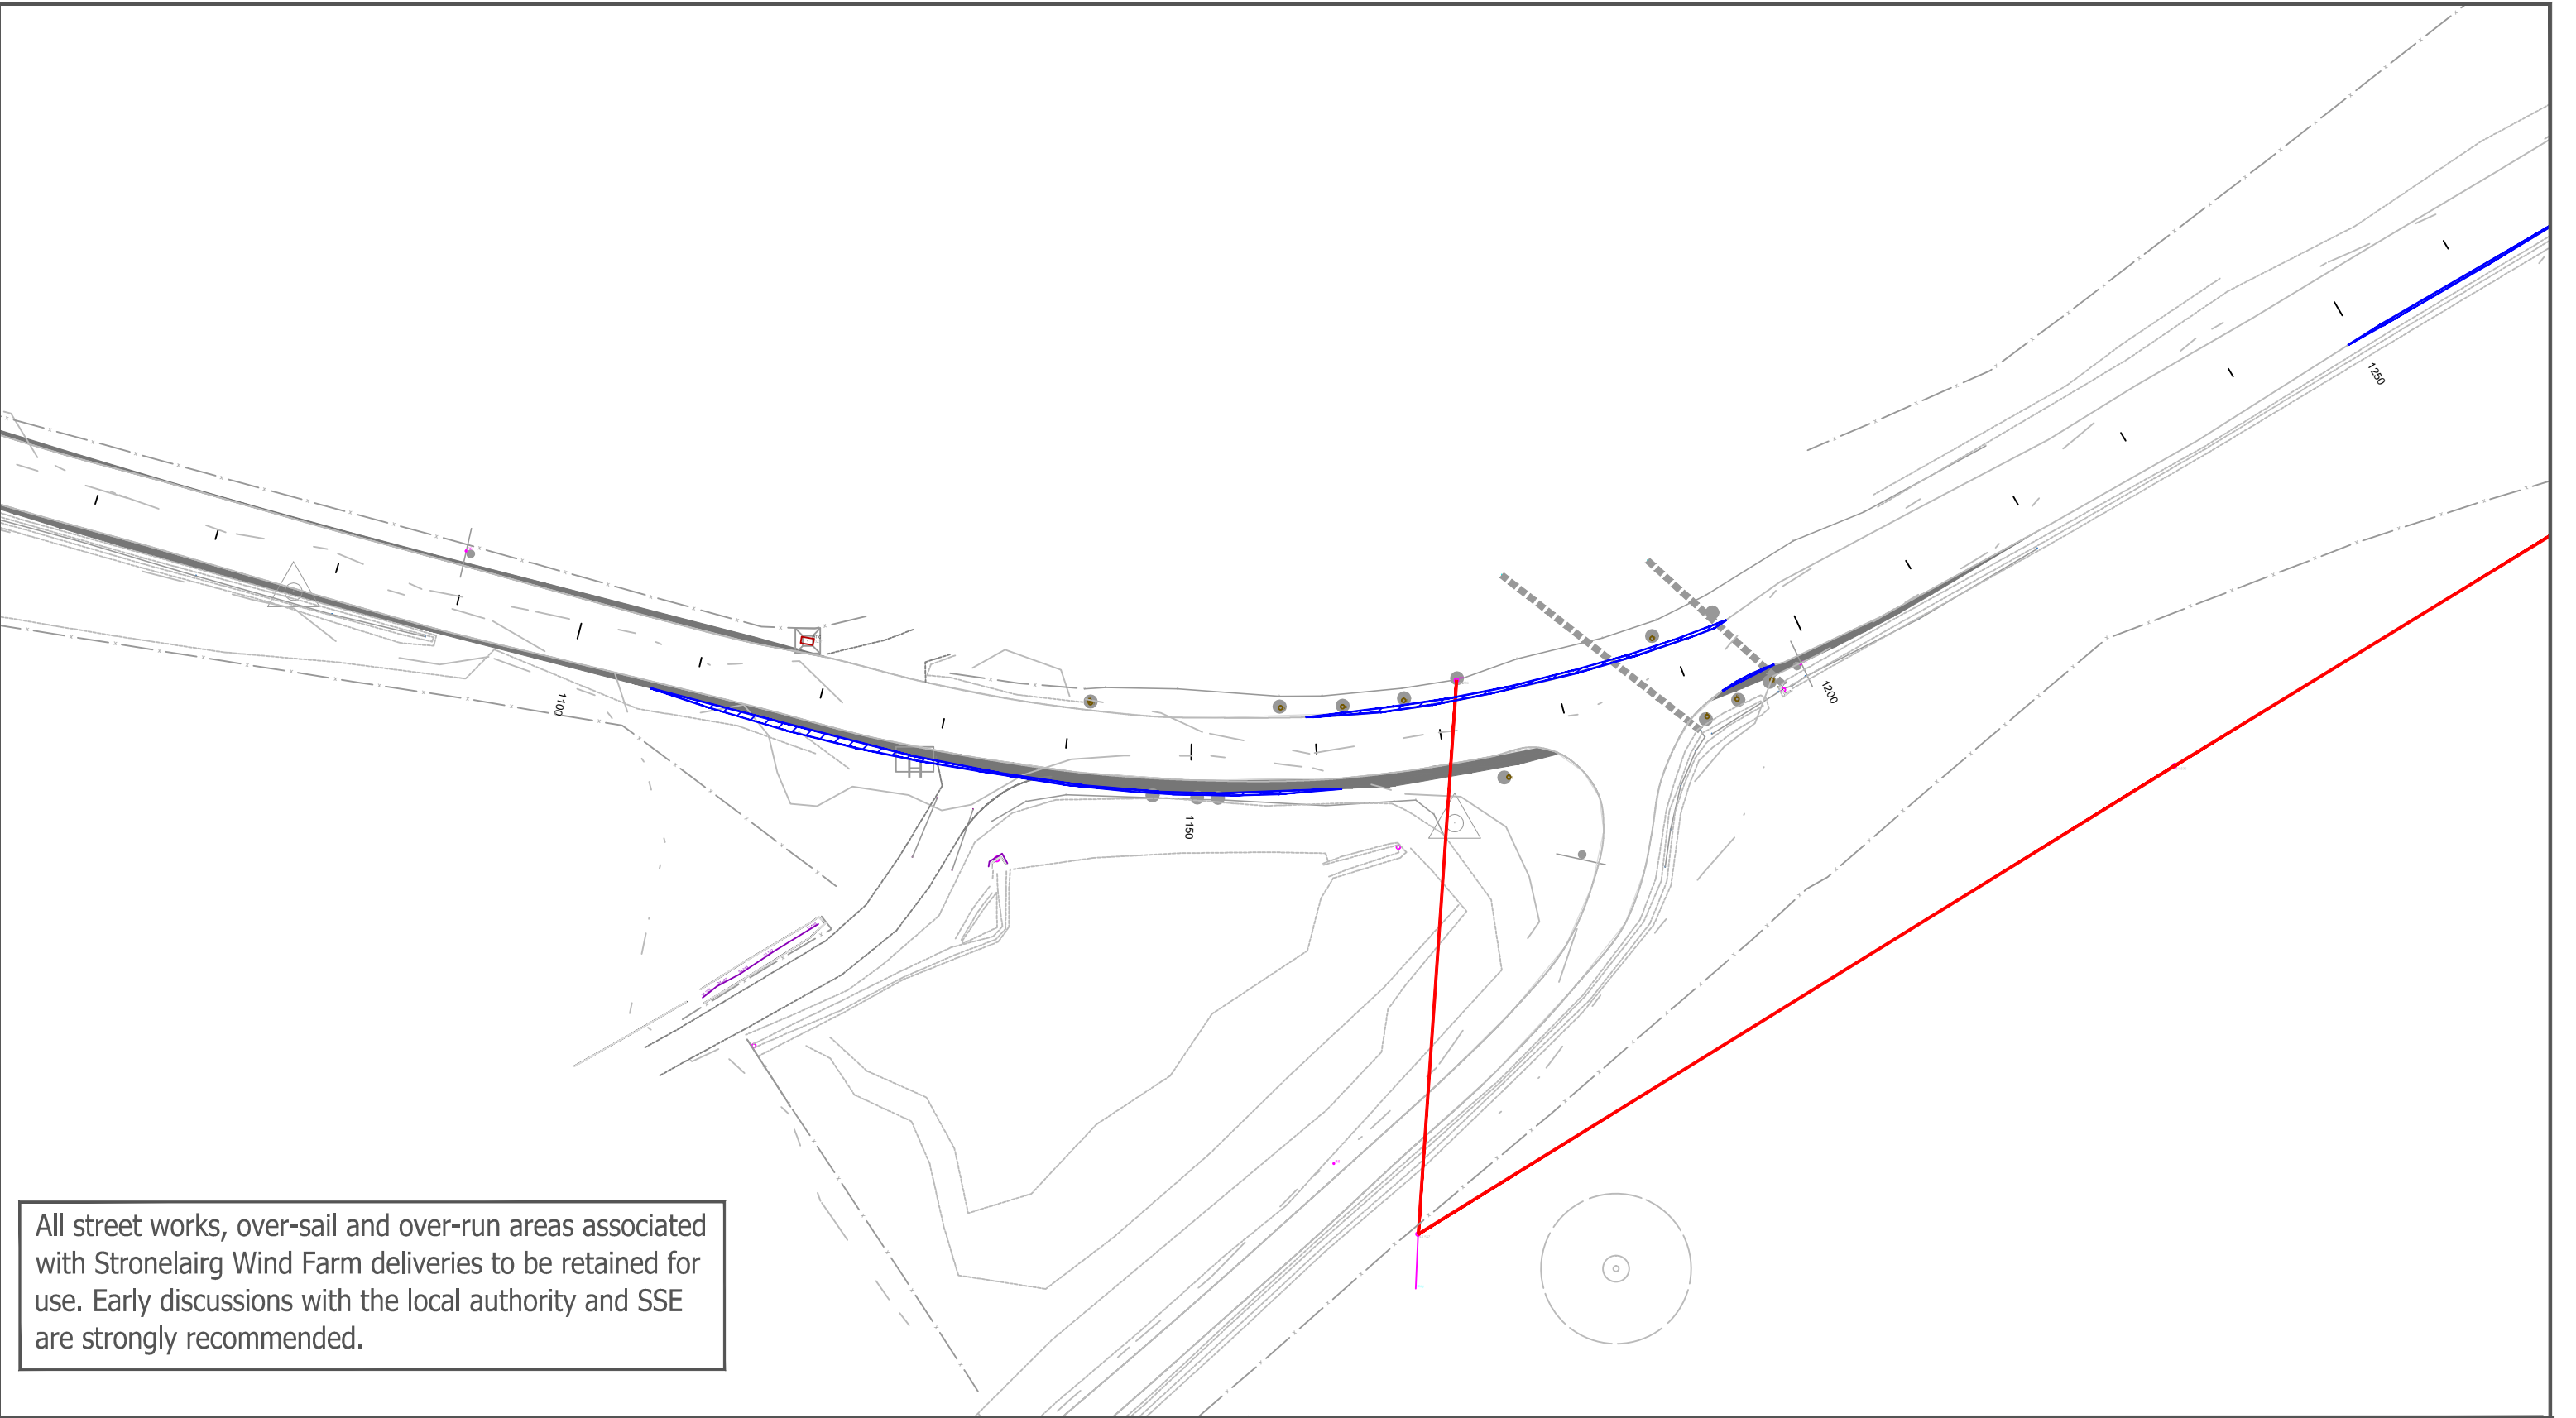 1250
1200
1100
1150
H
All street works, over-sail and over-run areas associated
with Stronelairg Wind Farm deliveries to be retained for
use. Early discussions with the local authority and SSE
are strongly recommended.